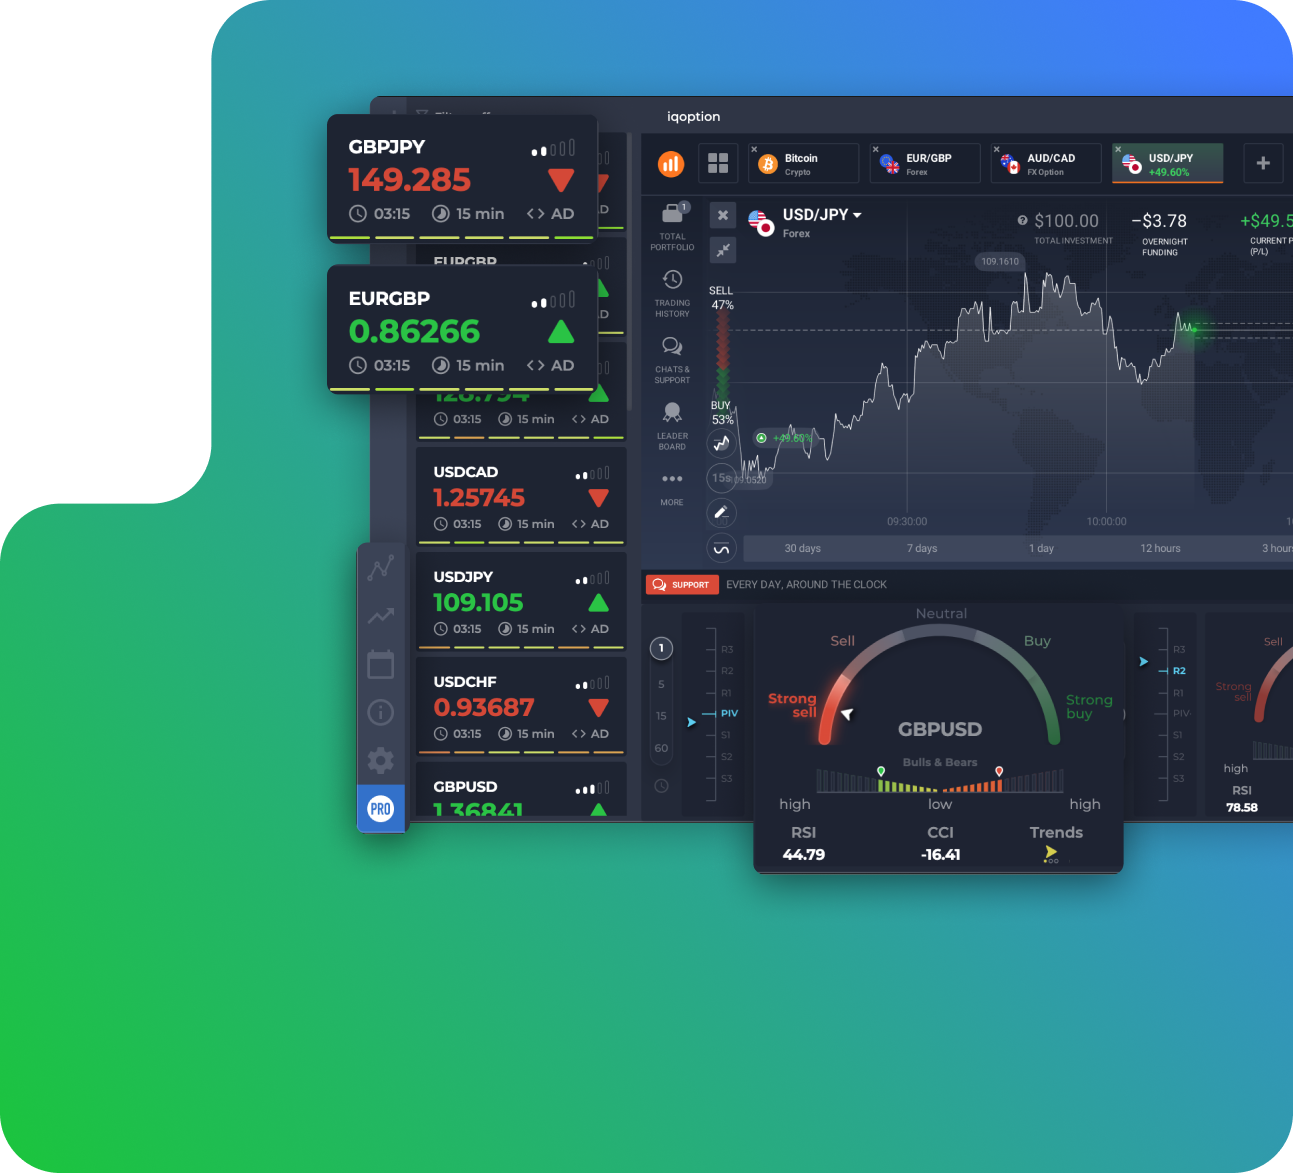 iqoption
GBPJPY
149.285
03:15 15 min <> AD
EURGBP
EURGBP
0.86266
03:15 15 min <> AD
03:15 15 min <> AD
USDCAD
1.25745
03:15 15 min <> AD
USDJPY
109.105
03:15 15 min <> AD
USDCHF
0.93687
03:15 15 min <> AD
GBPUSD
1.36841
PRO
Bitcoin
Crypto
EUR/GBP
Forex
AUD/CAD
FX Option
USD/JPY
+49.60%
TOTAL
PORTFOLIO
1
TRADING
HISTORY
CHATS &
SUPPORT
LEADER
BOARD
MORE
USD/JPY
Forex
$100.00
TOTAL INVESTMENT
−$3.78
OVERNIGHT
FUNDING
+$49.5
CURRENT P
(P/L)
109.1610
SELL
47%
BUY
53%
+49.60%
15s
09:30:00
10:00:00
30 days 7 days 1 day 12 hours 3 hour
SUPPORT EVERY DAY, AROUND THE CLOCK
1
5
15
60
R3
R2
R1
PIV
S1
S2
S3
Neutral
Sell
Buy
Strong
sell
Strong
buy
GBPUSD
Bulls & Bears
high low high
RSI CCI Trends
44.79 -16.41
R3
R2
R1
PIV
S1
S2
S3
Sell
Strong
sell
high
RSI
78.58